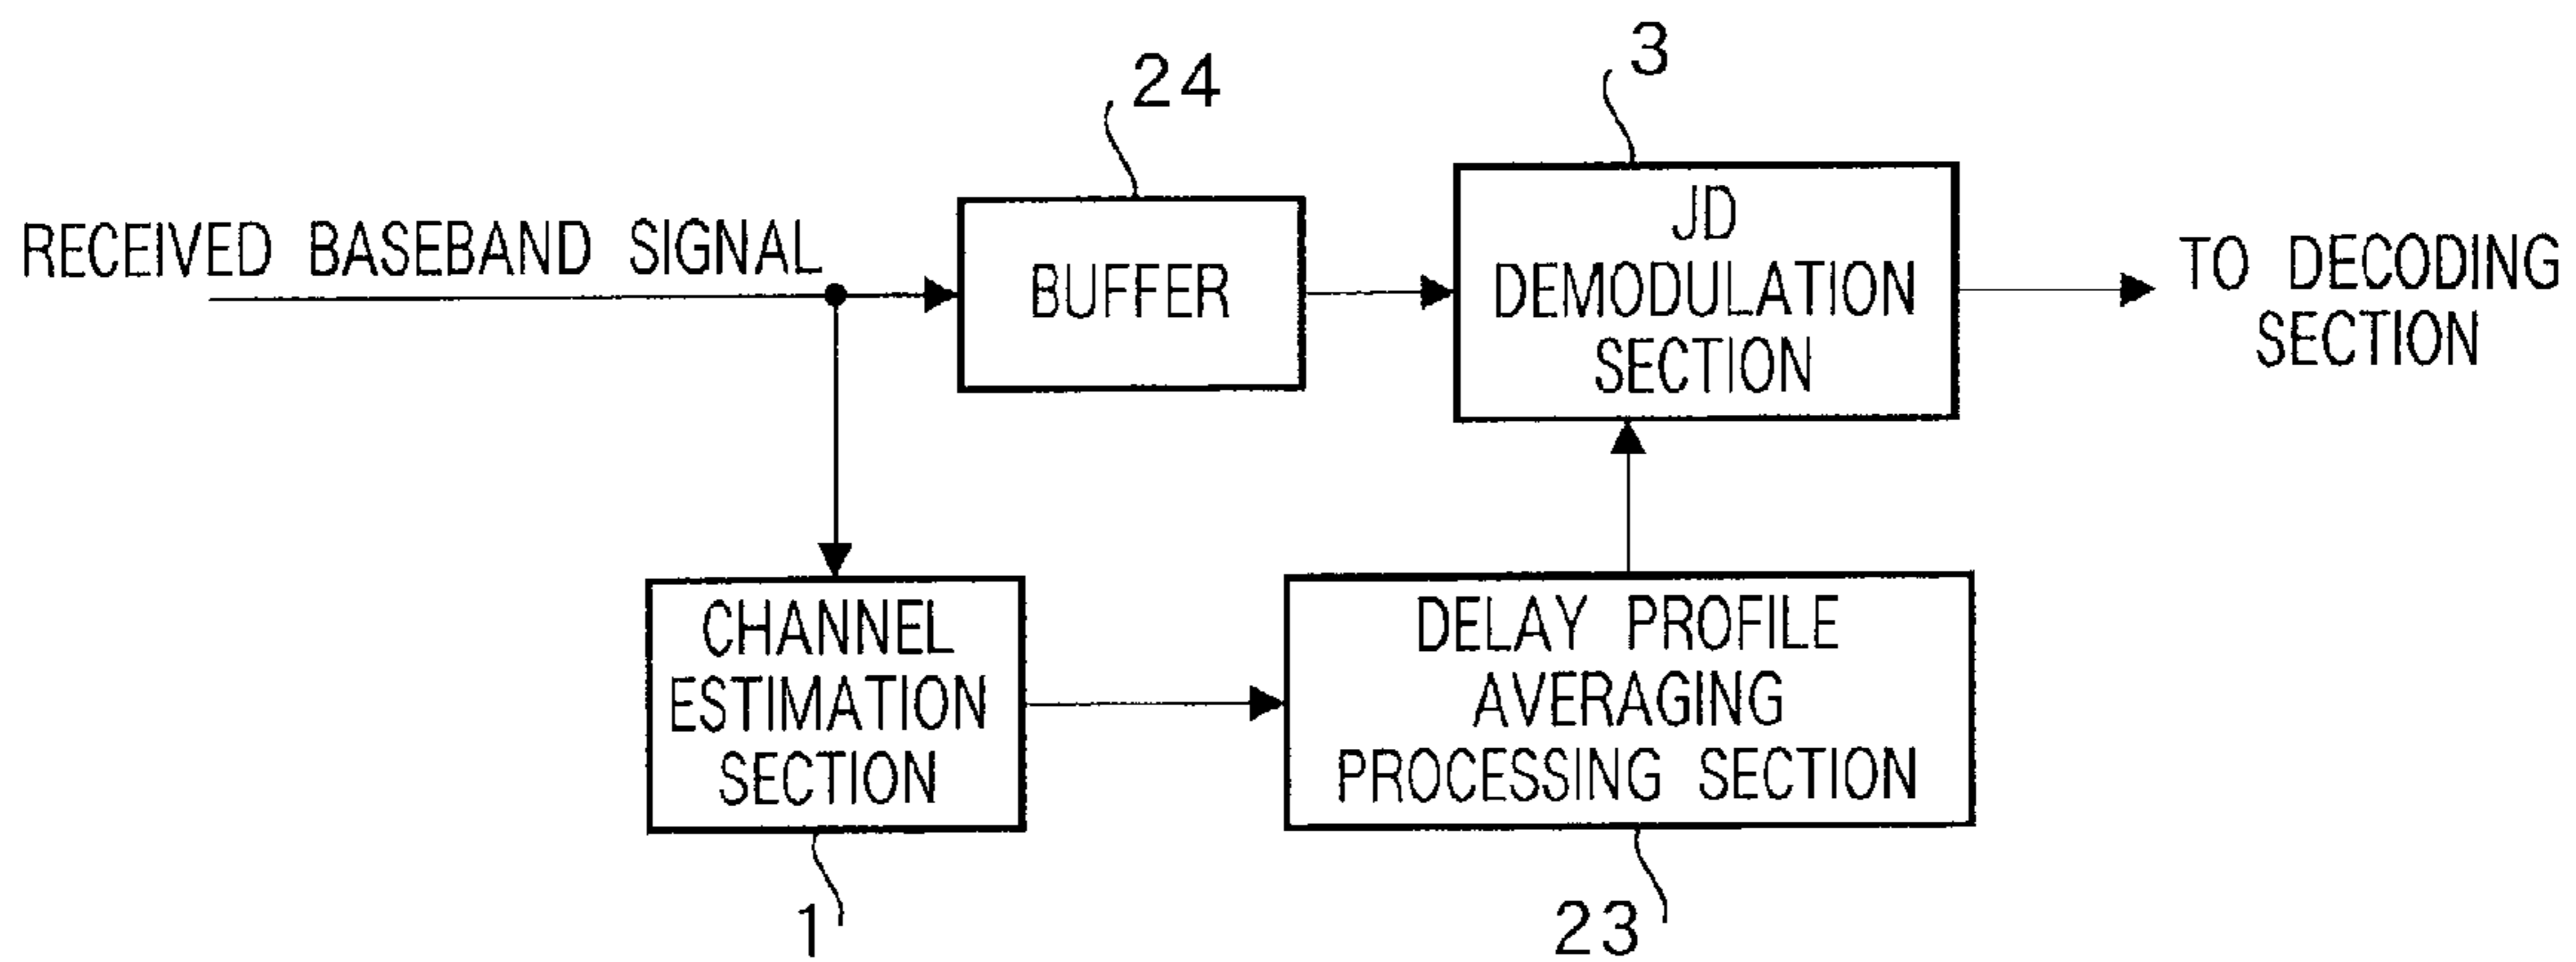 24
3
RECEIVED BASEBAND SIGNAL
BUFFER
JD
DEMODULATION
SECTION
TO DECODING
SECTION
CHANNEL
ESTIMATION
SECTION
DELAY PROFILE
AVERAGING
PROCESSING SECTION
1
23